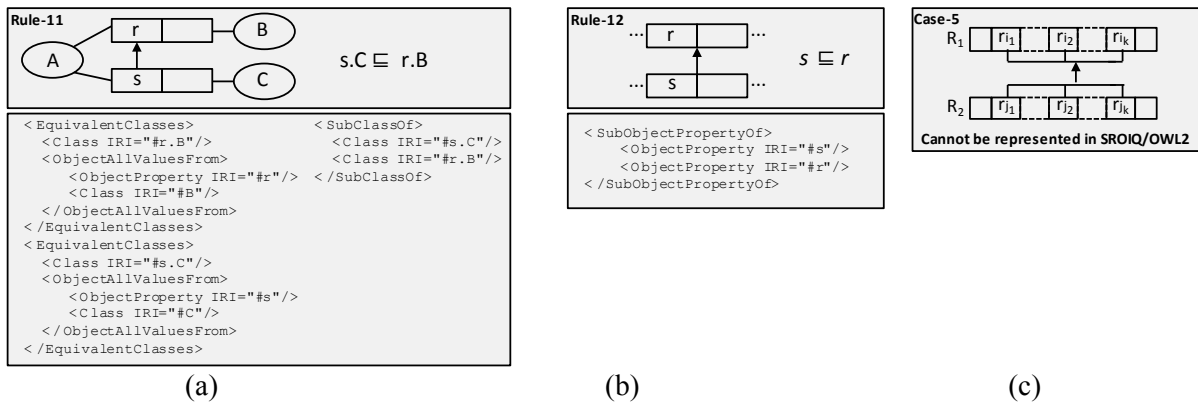 Rule-11
r
B
A
s
C
s.C ⊑ r.B
<EquivalentClasses>
<Class IRI="#r.B"/>
<ObjectAllValuesFrom>
<ObjectProperty IRI="#r"/>
<Class IRI="#B"/>
</ObjectAllValuesFrom>
</EquivalentClasses>
<EquivalentClasses>
<Class IRI="#s.C"/>
<ObjectAllValuesFrom>
<ObjectProperty IRI="#s"/>
<Class IRI="#C"/>
</ObjectAllValuesFrom>
</EquivalentClasses>
<SubClassOf>
<Class IRI="#s.C"/>
<Class IRI="#r.B"/>
</SubClassOf>
(a)
Rule-12
... r ...
... s ...
s ⊑ r
<SubObjectPropertyOf>
<ObjectProperty IRI="#s"/>
<ObjectProperty IRI="#r"/>
</SubObjectPropertyOf>
(b)
Case-5
R1 ri1 ri2 rik
R2 rj1 rj2 rjk
Cannot be represented in SROIQ/OWL2
(c)